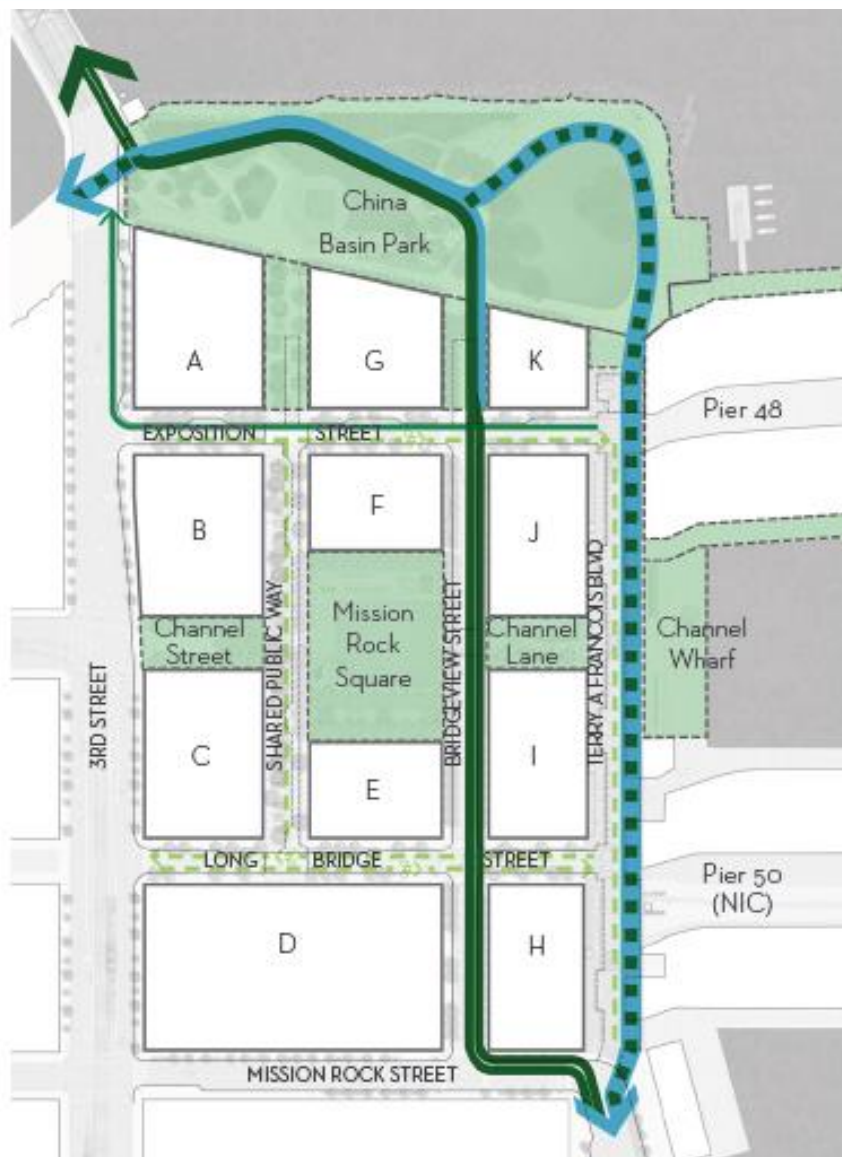 China
Basin Park
A
G
K
Pier 48
EXPOSITION STREET
B
F
J
Channel
Street
SHARED PUBLIC WAY
Mission
Rock
Square
BRIDGEVIEW STREET
Channel
Lane
TERRY A FRANCOIS BLVD
Channel
Wharf
3RD STREET
C
E
I
LONG BRIDGE STREET
Pier 50
(NIC)
D
H
MISSION ROCK STREET